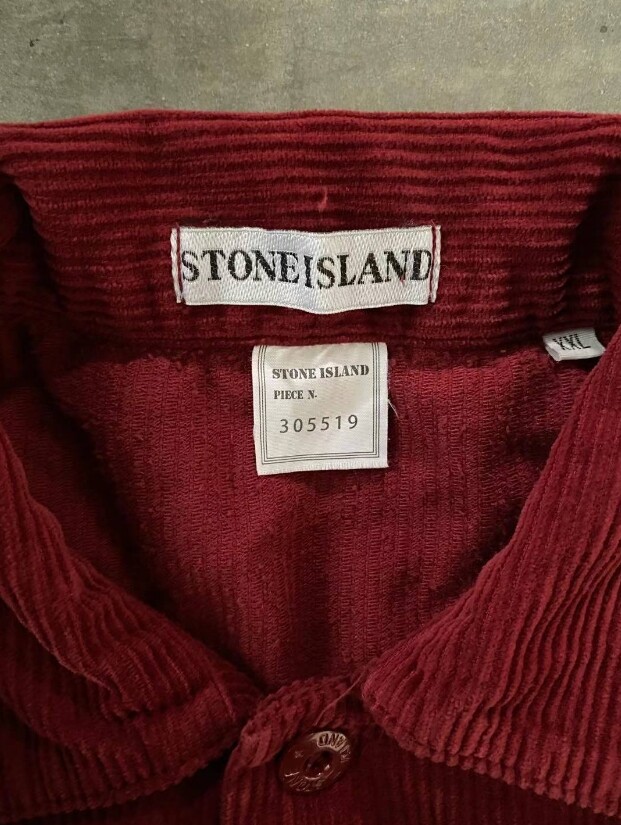 STONE ISLAND
XXL
STONE ISLAND
PIECE N.
305519